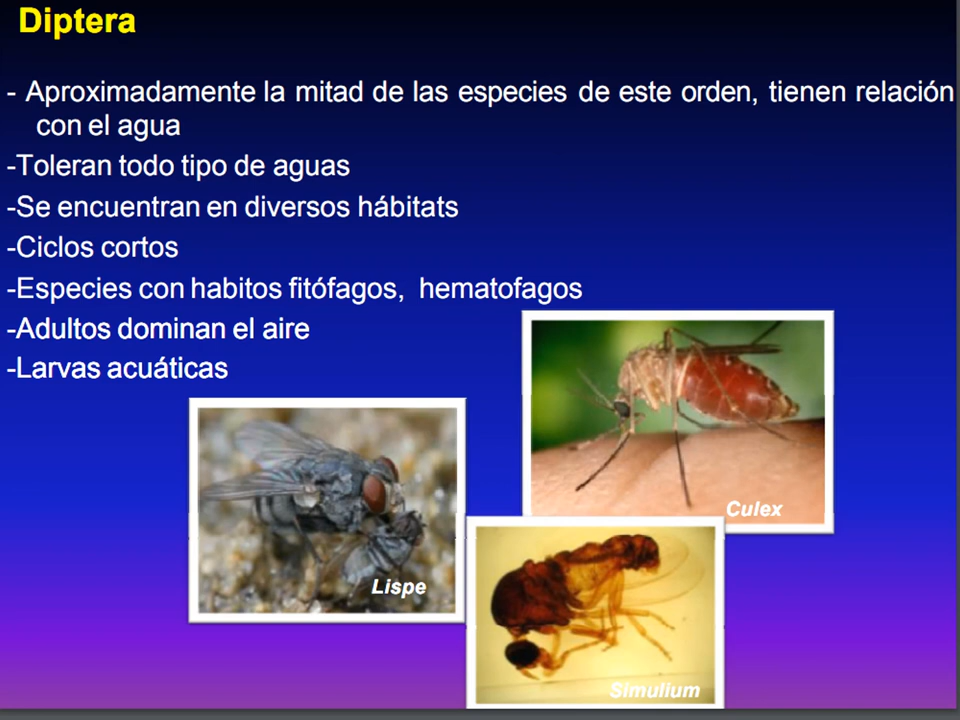 Diptera
- Aproximadamente la mitad de las especies de este orden, tienen relación
con el agua
-Toleran todo tipo de aguas
-Se encuentran en diversos hábitats
-Ciclos cortos
-Especies con habitos fitófagos, hematofagos
-Adultos dominan el aire
-Larvas acuáticas
Culex
Lispe
Simulium